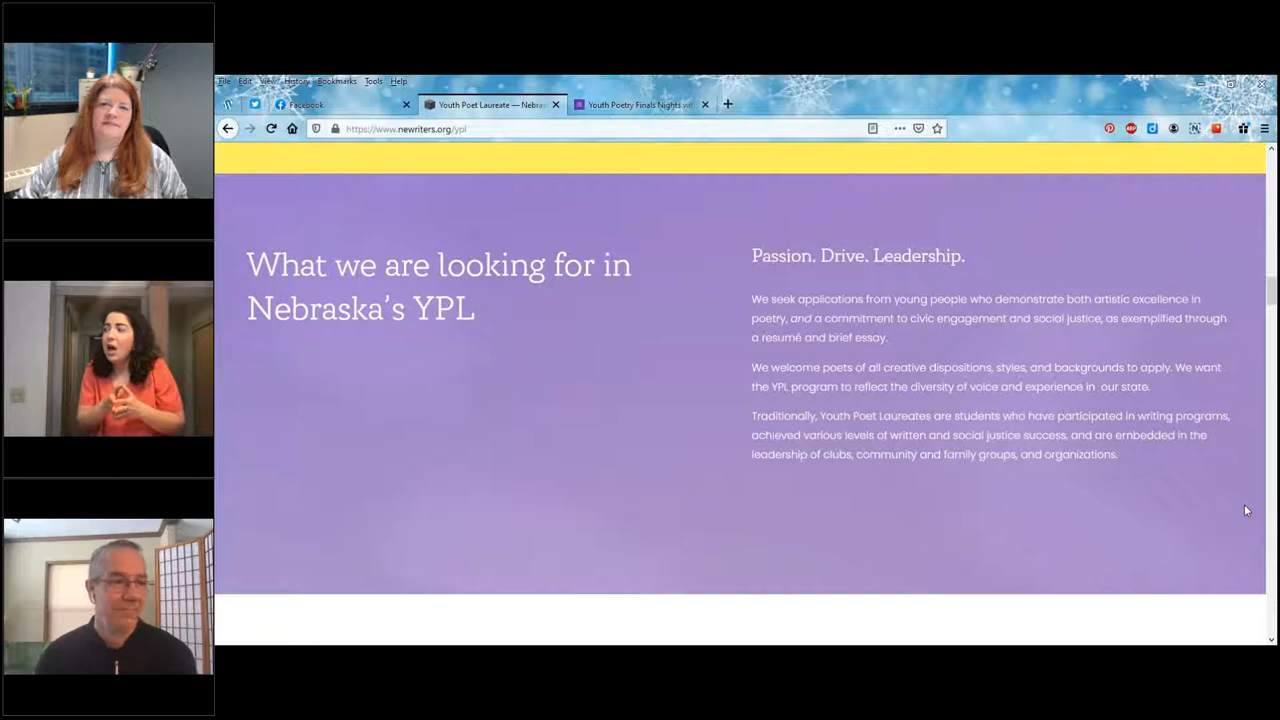 File Edit View History Bookmarks Tools Help
Facebook
Youth Poet Laureate — Nebras
Youth Poetry Finals Nights wit
https://www.newriters.org/ypl
What we are looking for in
Nebraska's YPL
Passion. Drive. Leadership.
We seek applications from young people who demonstrate both artistic excellence in
poetry, and a commitment to civic engagement and social justice, as exemplified through
a resumé and brief essay.
We welcome poets of all creative dispositions, styles, and backgrounds to apply. We want
the YPL program to reflect the diversity of voice and experience in our state.
Traditionally, Youth Poet Laureates are students who have participated in writing programs,
achieved various levels of written and social justice success, and are embedded in the
leadership of clubs, community and family groups, and organizations.